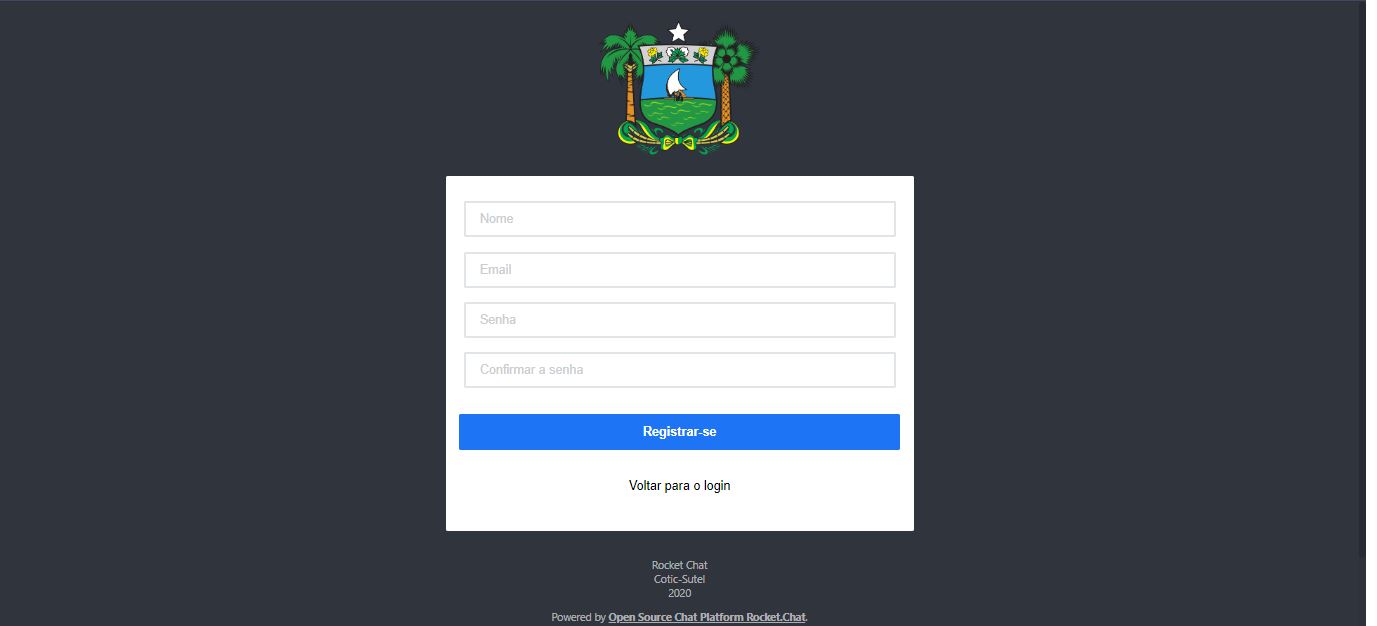 Nome
Email
Senha
Confirmar a senha
Registrar-se
Voltar para o login
Rocket Chat
Cotic-Sutel
2020
Powered by Open Source Chat Platform Rocket.Chat.